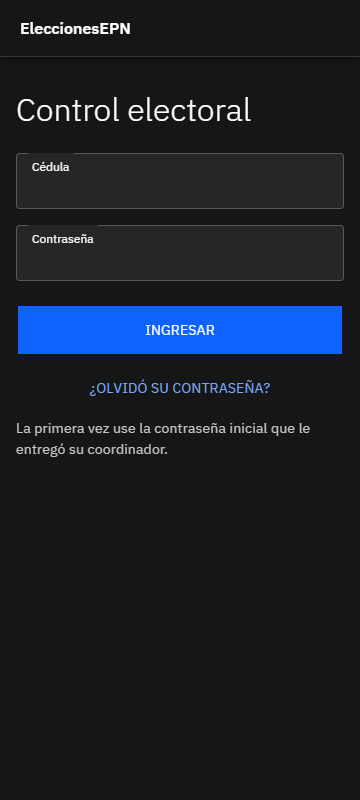 EleccionesEPN
Control electoral
Cédula
Contraseña
INGRESAR
¿OLVIDÓ SU CONTRASEÑA?
La primera vez use la contraseña inicial que le
entregó su coordinador.